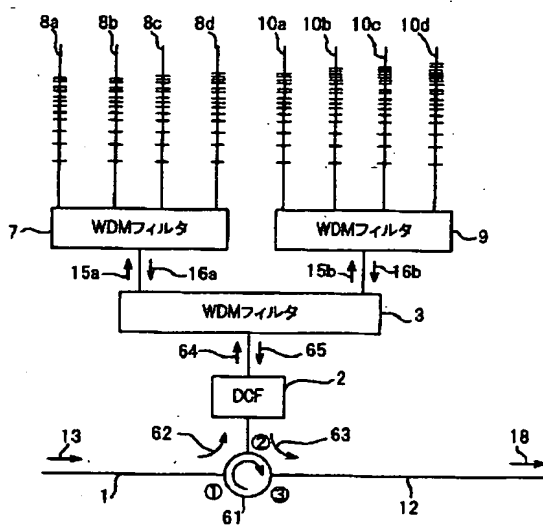 8a 8b 8c 8d 10a 10b 10c 10d
7 WDMフィルタ WDMフィルタ 9
15a 16a 15b 16b
WDMフィルタ 3
64 65
DCF 2
13 62 ② 63 18
1 ① ③ 12
61